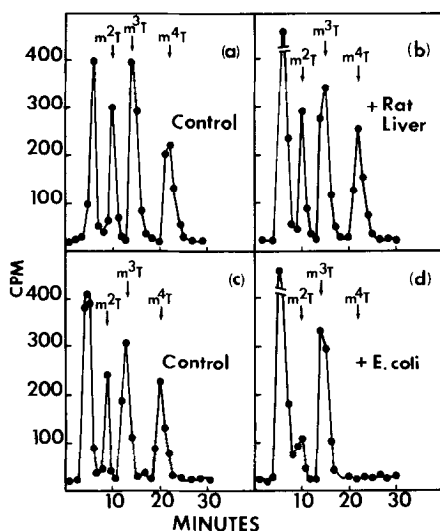 m²T m³T m⁴T (a)
Control
m²T m³T m⁴T (b)
+ Rat
Liver
400
300
200
100
m²T m³T m⁴T (c)
Control
m²T m³T m⁴T (d)
+ E. coli
400
300
200
100
CPM
10 20 30
10 20 30
MINUTES